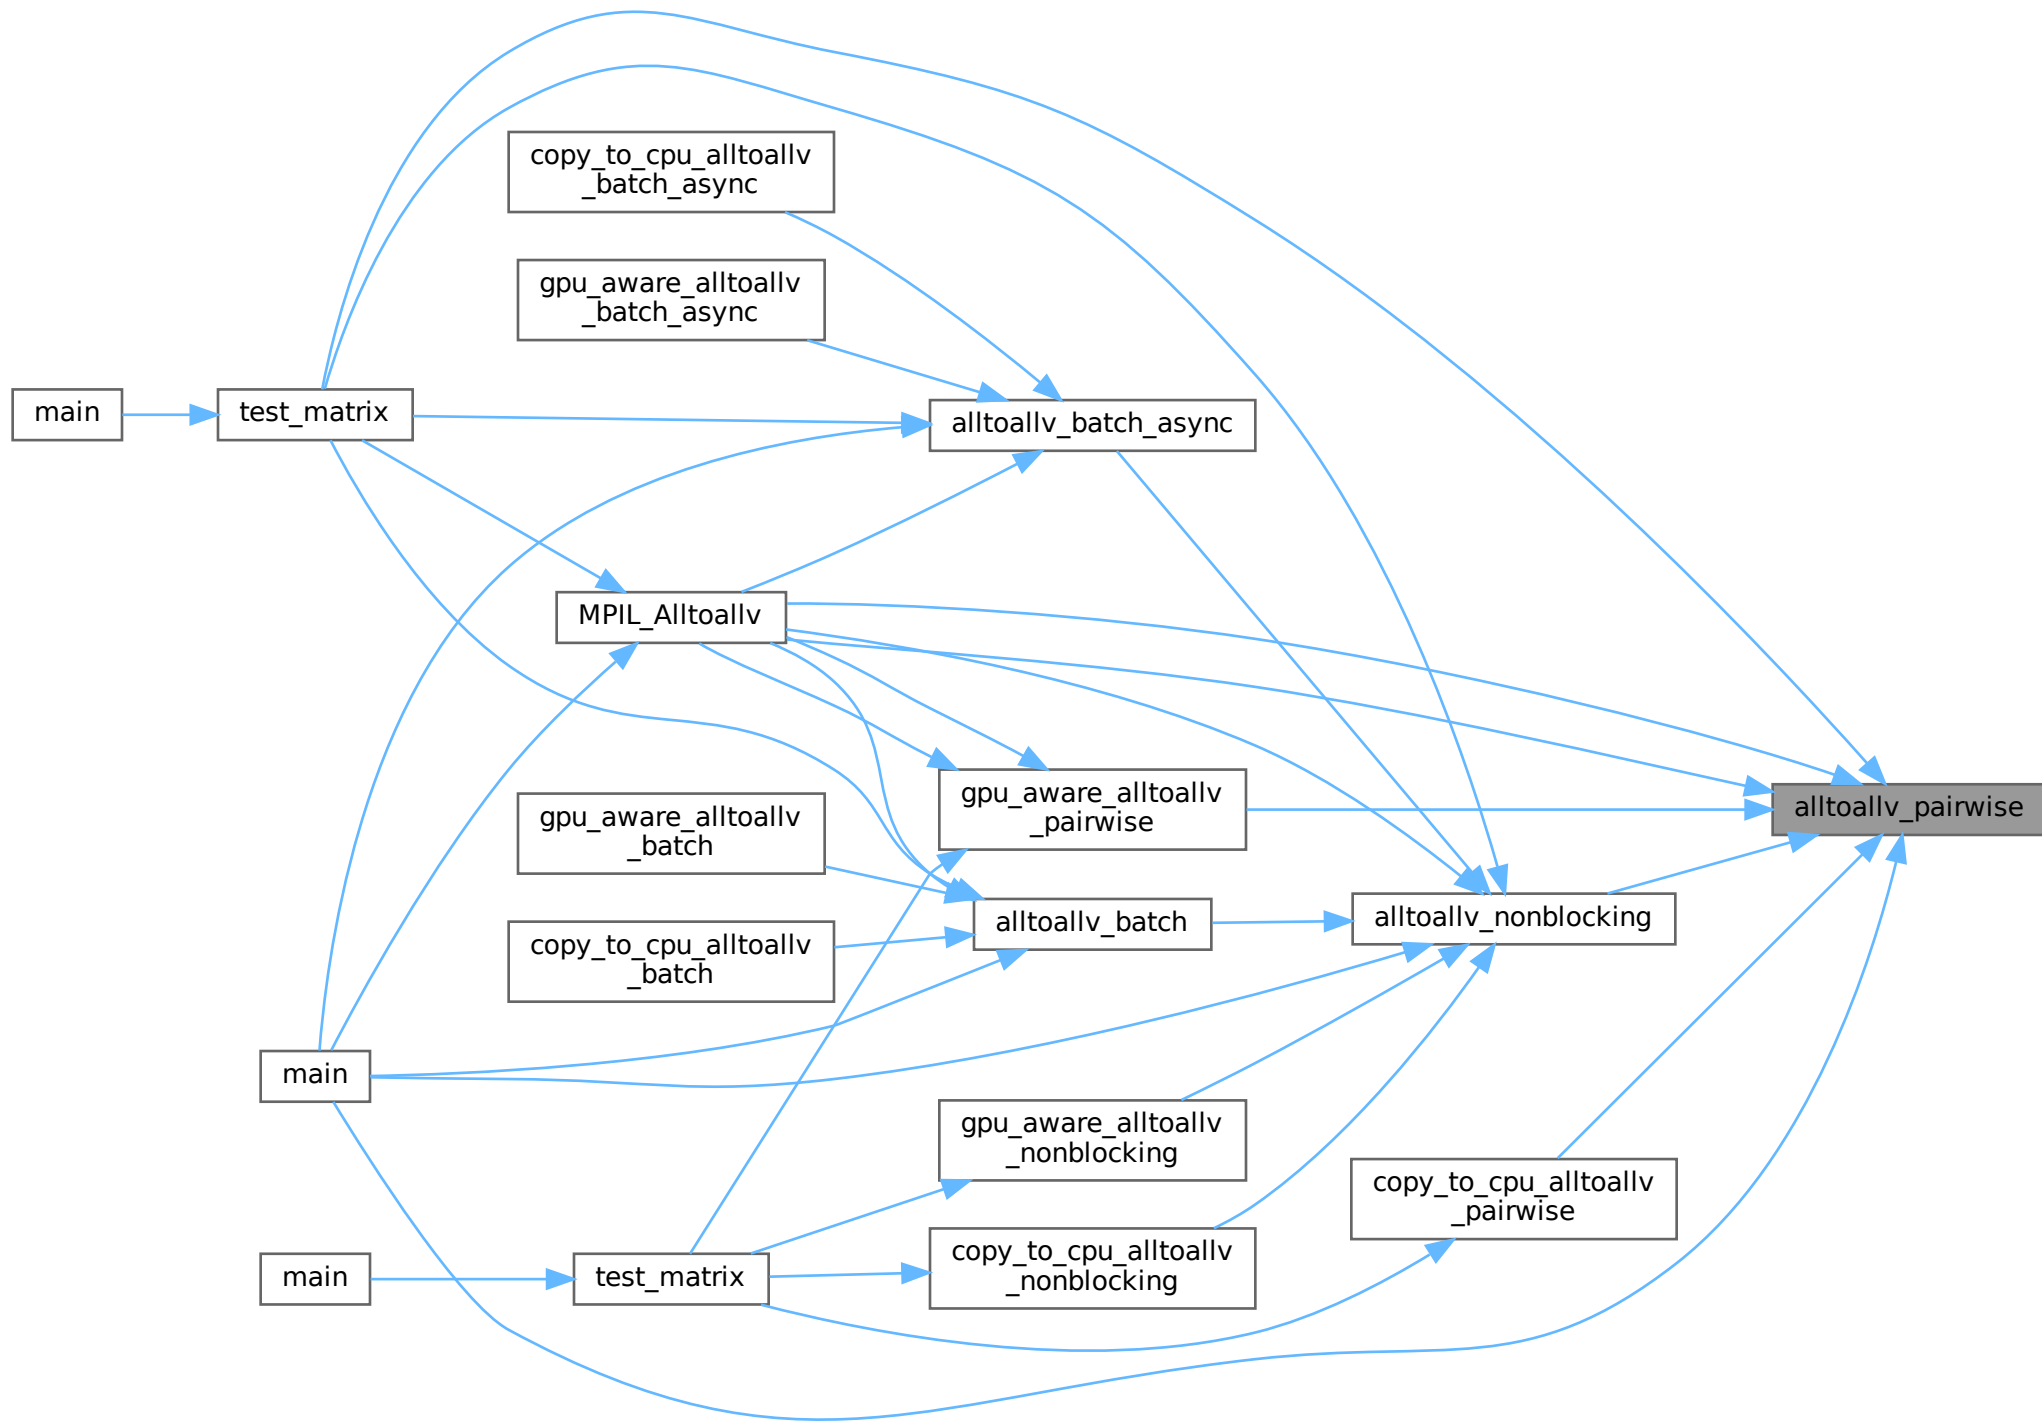 copy_to_cpu_alltoallv
_batch_async
gpu_aware_alltoallv
_batch_async
main
test_matrix
alltoallv_batch_async
MPIL_Alltoallv
gpu_aware_alltoallv
_pairwise
alltoallv_pairwise
gpu_aware_alltoallv
_batch
alltoallv_batch
alltoallv_nonblocking
copy_to_cpu_alltoallv
_batch
main
gpu_aware_alltoallv
_nonblocking
copy_to_cpu_alltoallv
_pairwise
main
test_matrix
copy_to_cpu_alltoallv
_nonblocking